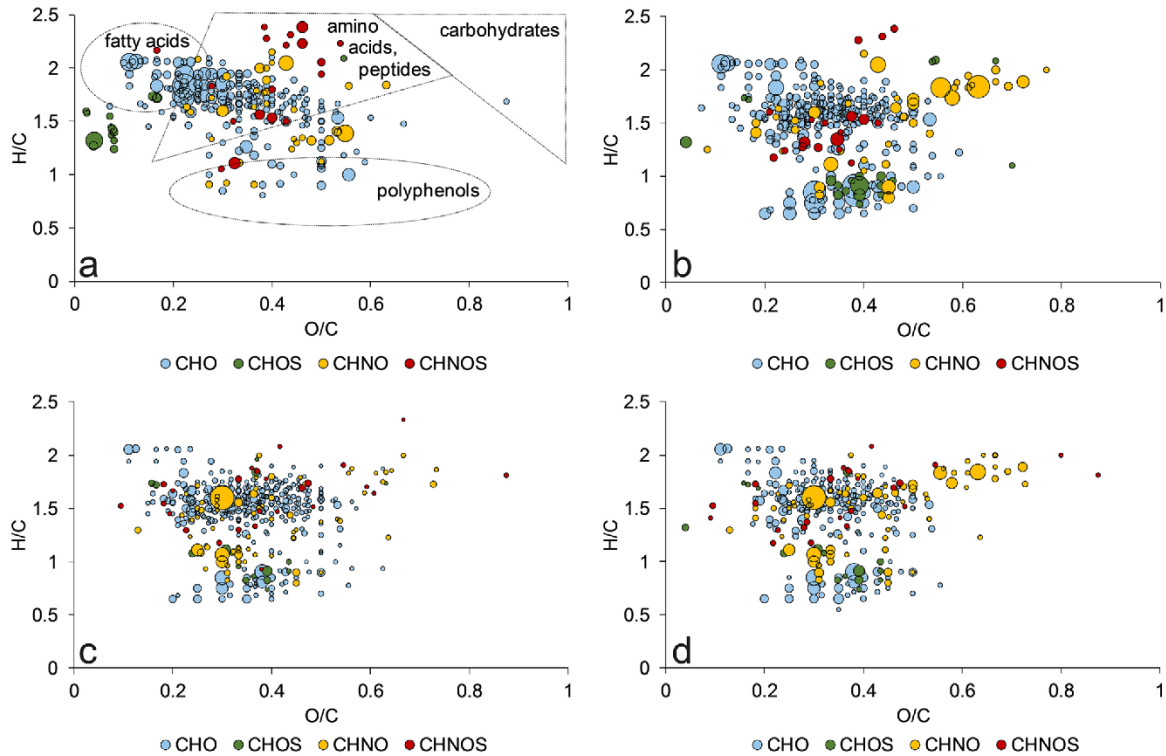 2.5
2
1.5
1
0.5
0
H/C
0
0.2
0.4
0.6
0.8
1
O/C
fatty acids
amino
acids,
peptides
carbohydrates
polyphenols
a
CHO CHOS CHNO CHNOS
2.5
2
1.5
1
0.5
0
H/C
0
0.2
0.4
0.6
0.8
1
O/C
b
CHO CHOS CHNO CHNOS
2.5
2
1.5
1
0.5
0
H/C
0
0.2
0.4
0.6
0.8
1
O/C
c
CHO CHOS CHNO CHNOS
2.5
2
1.5
1
0.5
0
H/C
0
0.2
0.4
0.6
0.8
1
O/C
d
CHO CHOS CHNO CHNOS